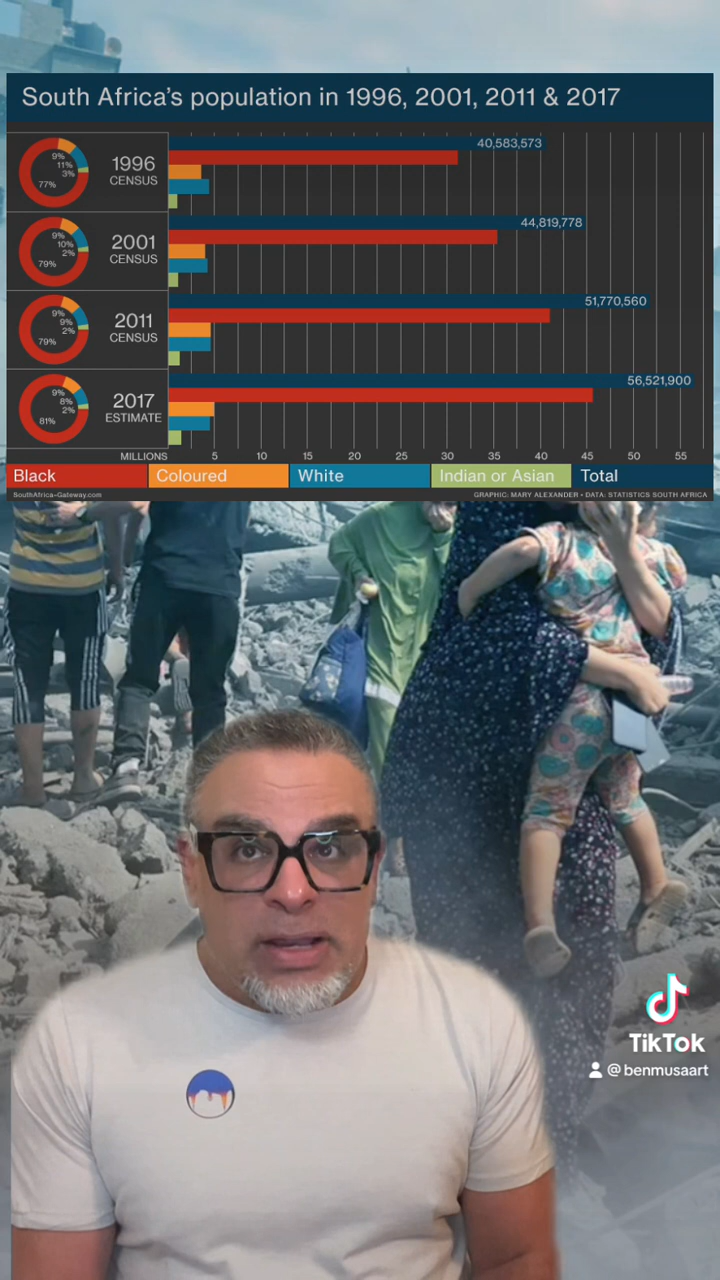 South Africa's population in 1996, 2001, 2011 & 2017
9%
11%
3%
77%
1996
CENSUS
40,583,573
9%
10%
2%
79%
2001
CENSUS
44,819,778
9%
9%
2%
79%
2011
CENSUS
51,770,560
9%
8%
2%
81%
2017
ESTIMATE
56,521,900
MILLIONS 5 10 15 20 25 30 35 40 45 50 55
Black Coloured White Indian or Asian Total
SouthAfrica-Gateway.com GRAPHIC: MARY ALEXANDER • DATA: STATISTICS SOUTH AFRICA
TikTok
@benmusaart